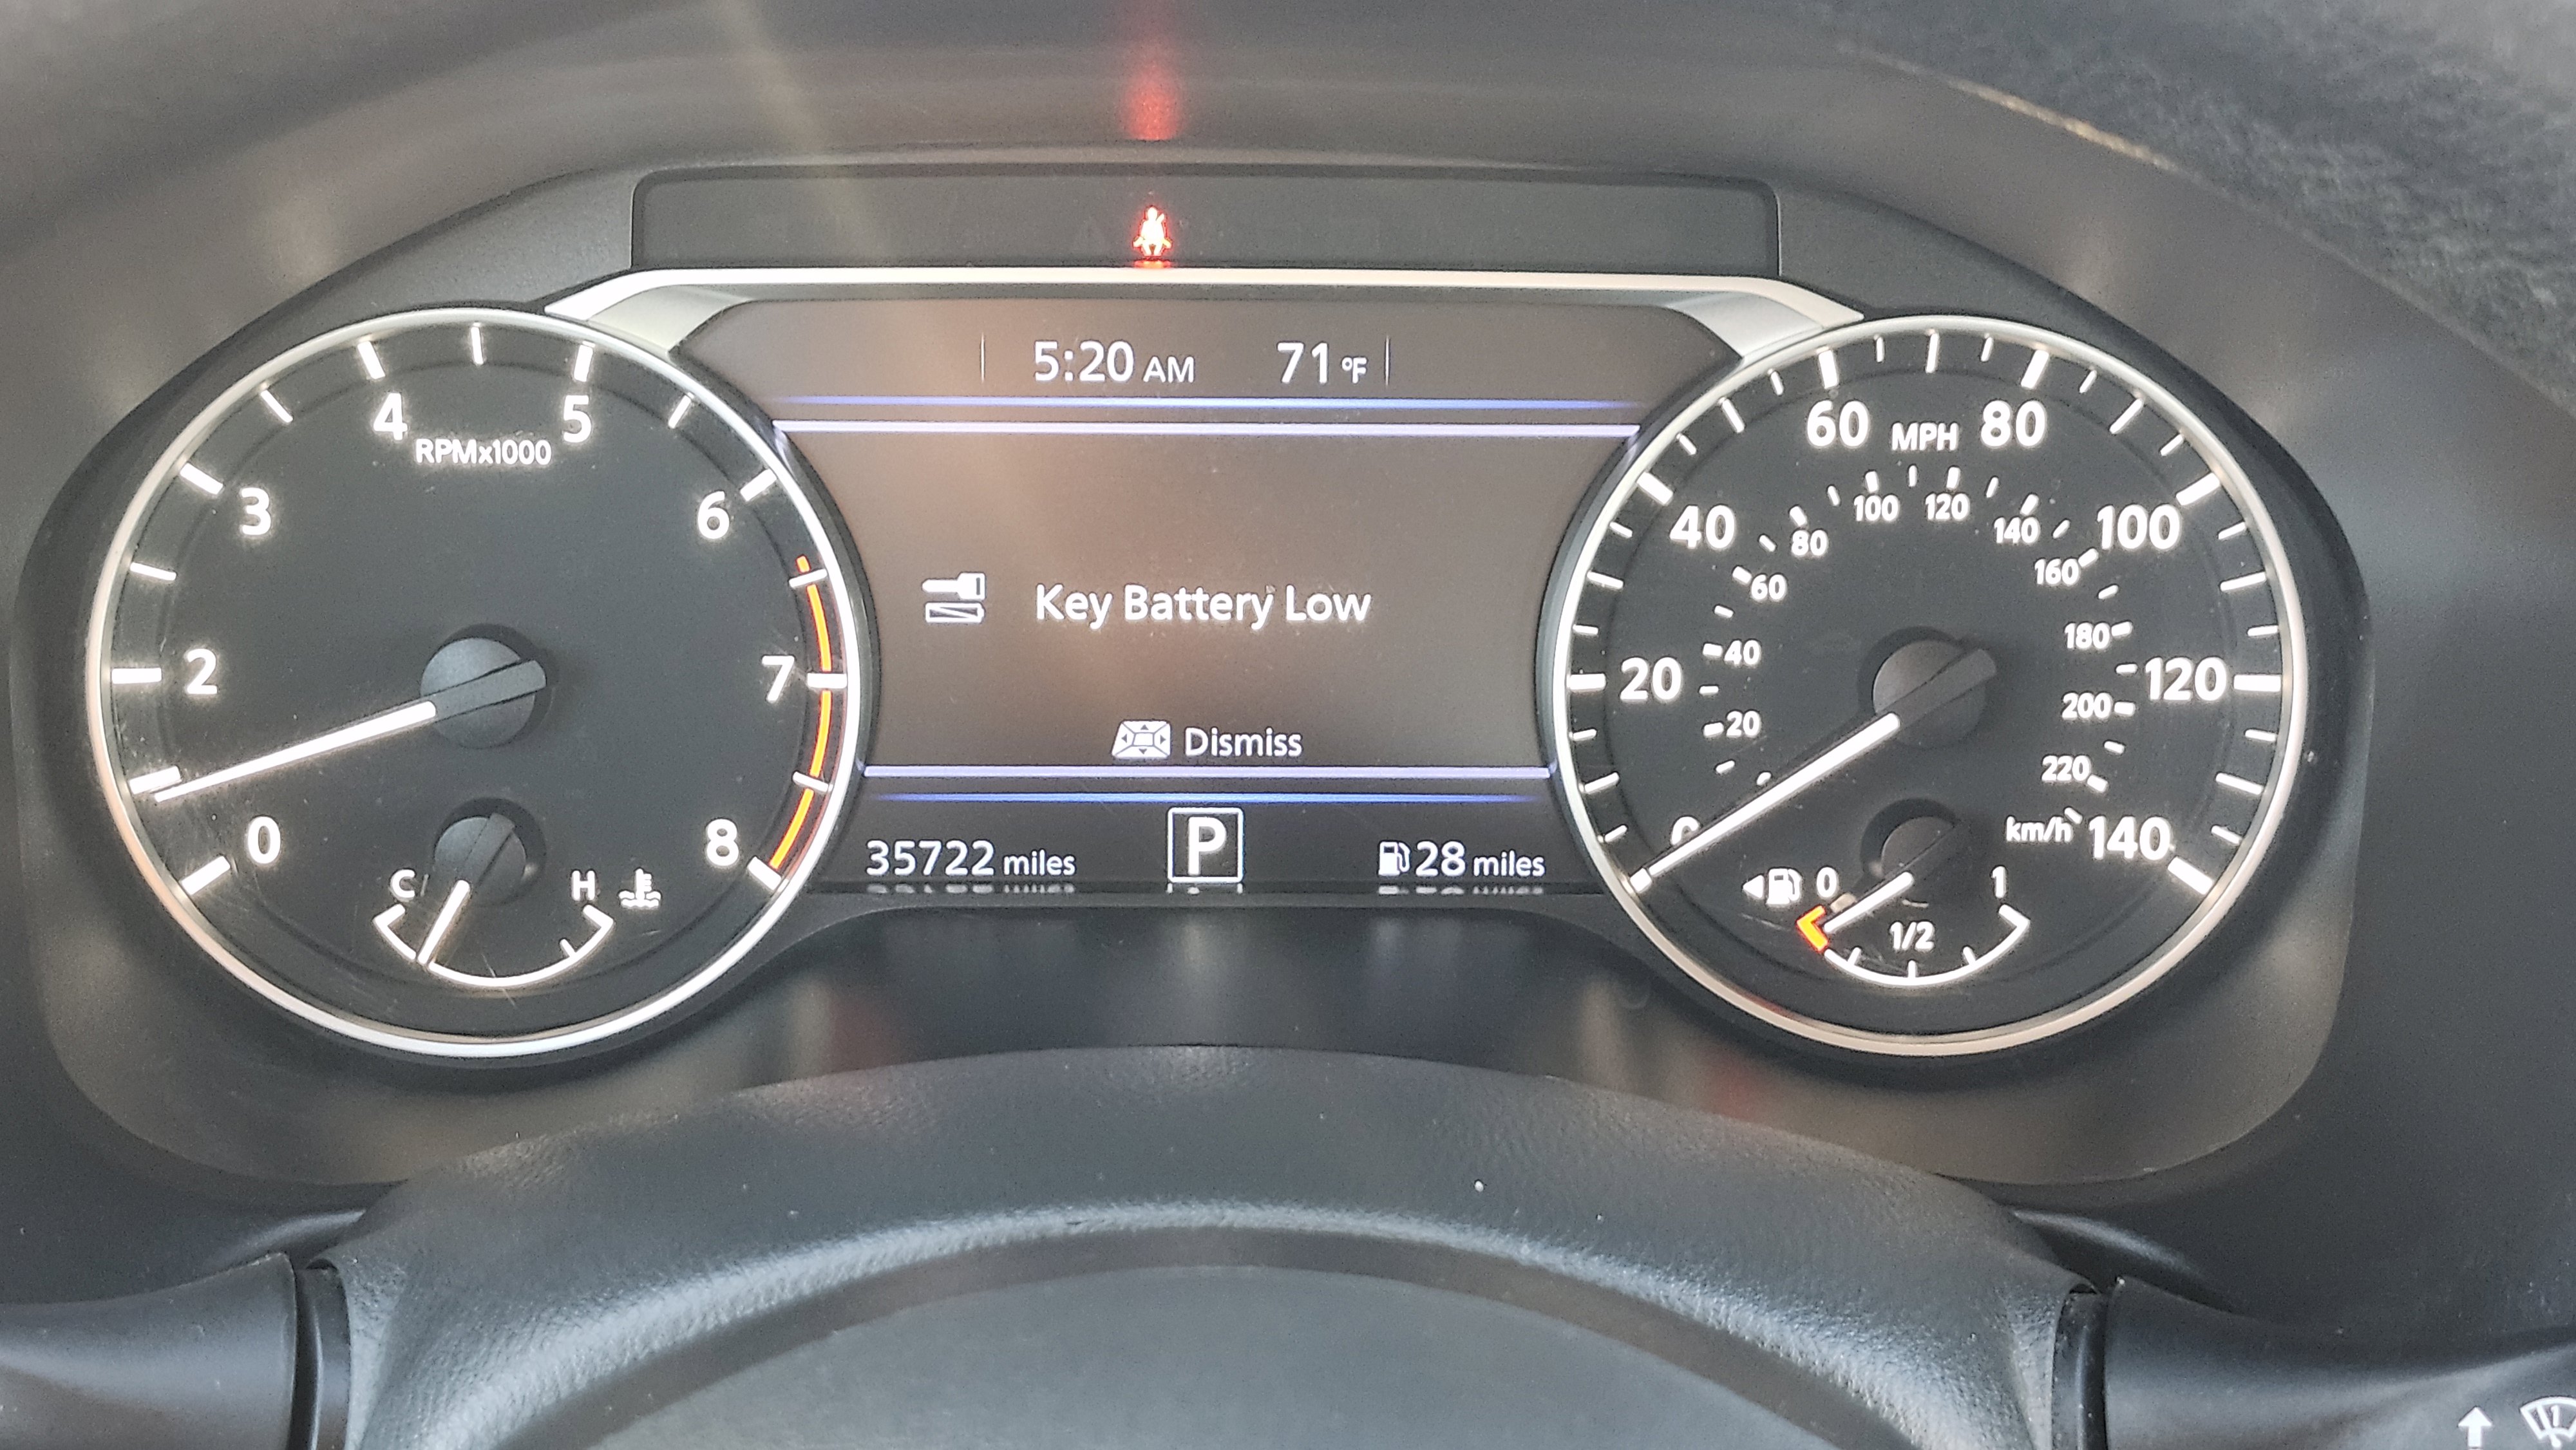 5:20 AM 71 °F
4 5
RPMx1000
3 6
2 7
0 8
C H
Key Battery Low
Dismiss
35722 miles P 28 miles
60 MPH 80
40 100
20 120
0 140
80 100 120 140
60 160
40 180
20 200
220
km/h
0 1
1/2